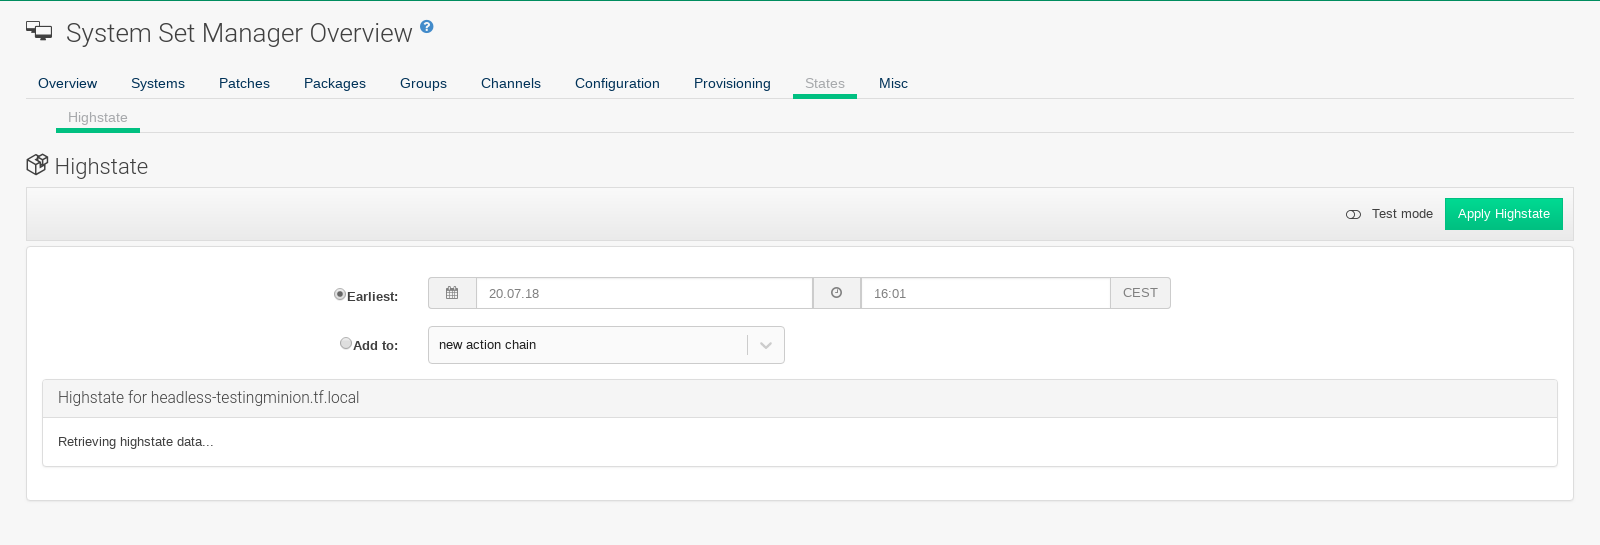 System Set Manager Overview ?
Overview Systems Patches Packages Groups Channels Configuration Provisioning States Misc
Highstate
Highstate
Test mode Apply Highstate
Earliest: 20.07.18 16:01 CEST
Add to: new action chain
Highstate for headless-testingminion.tf.local
Retrieving highstate data...